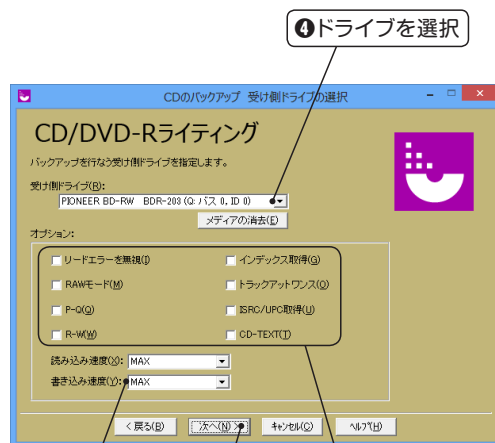 ❹ドライブを選択
CDのバックアップ 受け側ドライブの選択
CD/DVD-Rライティング
バックアップを行なう受け側ドライブを指定します。
受け側ドライブ(R):
PIONEER BD-RW BDR-203 (Q: バス 0, ID 0)
メディアの消去(E)
オプション:
リードエラーを無視(I) インデックス取得(G)
RAWモード(M) トラックアットワンス(O)
P-Q(Q) ISRC/UPC取得(U)
R-W(W) CD-TEXT(T)
読み込み速度(X): MAX
書き込み速度(Y): MAX
< 戻る(B) 次へ(N) > キャンセル(C) ヘルプ(H)